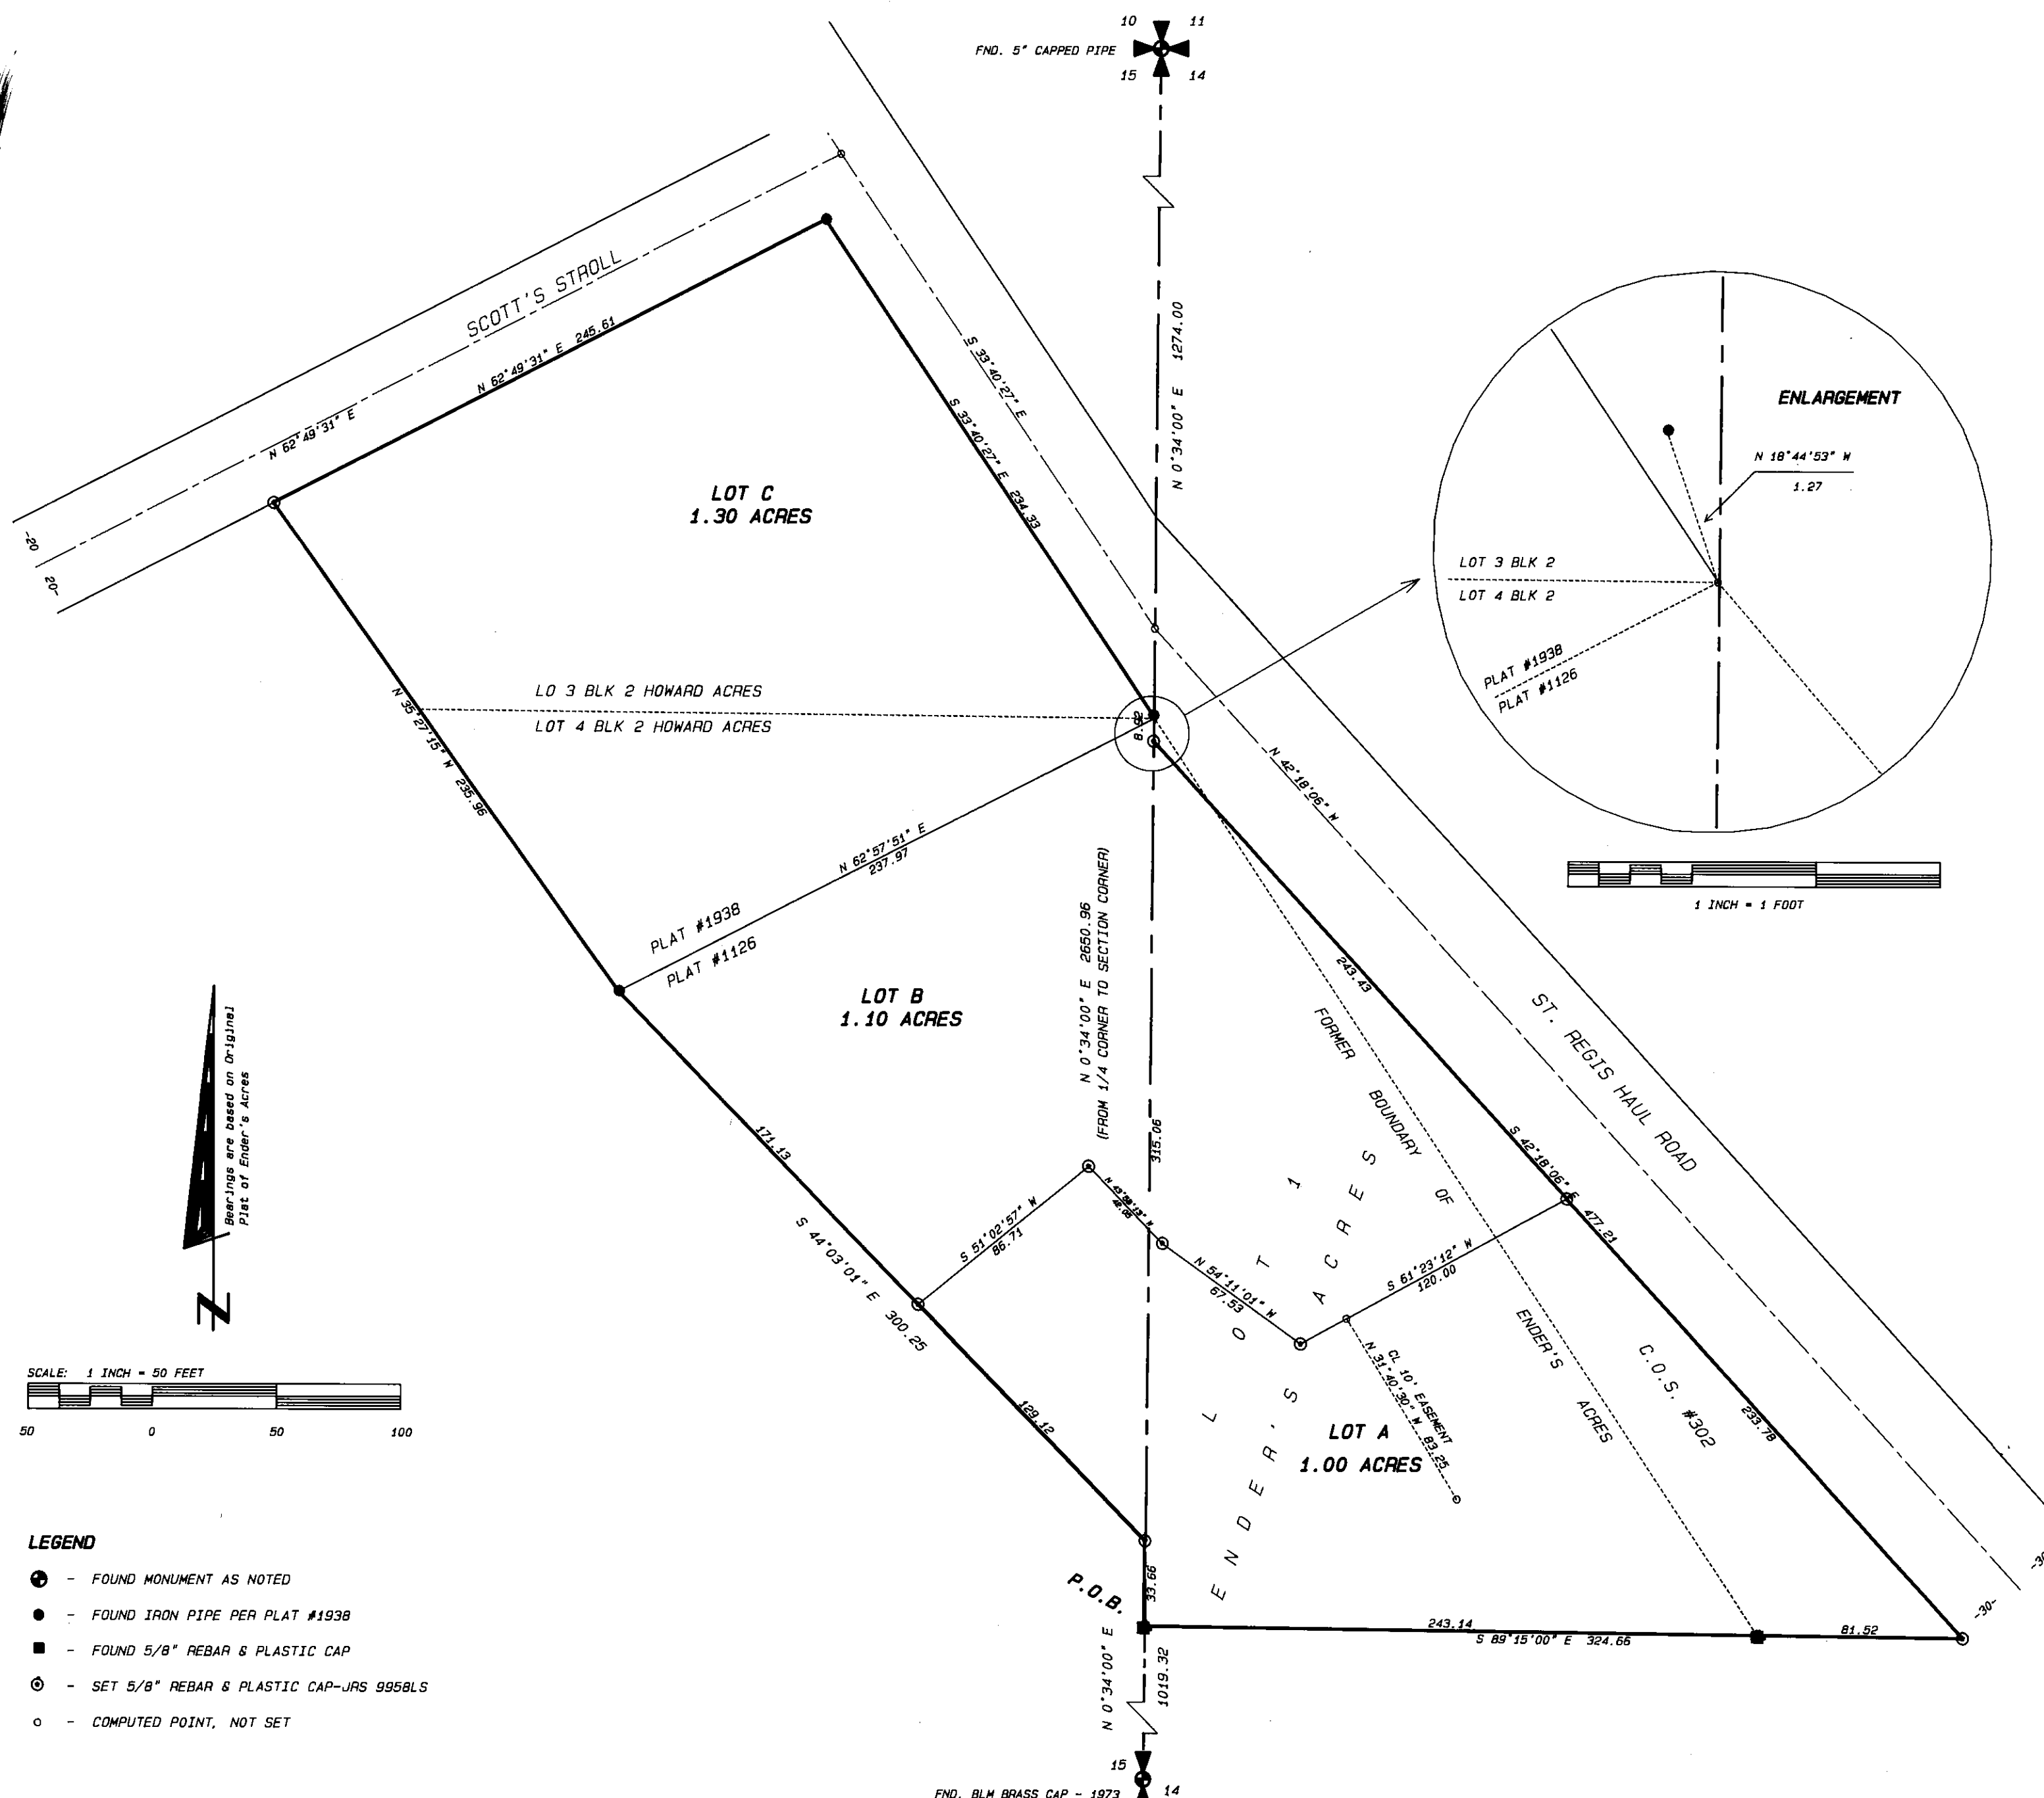 10 11
FND. 5" CAPPED PIPE
15 14
SCOTT'S STROLL
N 62°49'31" E 245.61
N 62°49'31" E
-20
20-
S 33°40'27" E
S 33°40'27" E 234.33
N 0°34'00" E 1274.00
ENLARGEMENT
N 18°44'53" W
1.27
LOT 3 BLK 2
LOT 4 BLK 2
PLAT #1938
PLAT #1126
1 INCH = 1 FOOT
LOT C
1.30 ACRES
LO 3 BLK 2 HOWARD ACRES
LOT 4 BLK 2 HOWARD ACRES
8.92
N 35°27'15" W 235.96
N 42°18'06" W
N 62°57'51" E
237.97
PLAT #1938
PLAT #1126
N 0°34'00" E 2650.96
(FROM 1/4 CORNER TO SECTION CORNER)
243.43
LOT B
1.10 ACRES
ST. REGIS HAUL ROAD
FORMER BOUNDARY OF ENDER'S ACRES
Bearings are based on Original
Plat of Ender's Acres
N
171.13
315.06
S 42°18'06" E 477.21
S 51°02'57" W
86.71
N 54°11'01" W
67.53
S 61°23'12" W
120.00
S 44°03'01" E 300.25
LOT 1
ENDER'S ACRES
CL 10' EASEMENT
N 31°40'30" W 83.25
C.O.S. #302
233.78
129.12
LOT A
1.00 ACRES
SCALE: 1 INCH = 50 FEET
50 0 50 100
LEGEND
- FOUND MONUMENT AS NOTED
- FOUND IRON PIPE PER PLAT #1938
- FOUND 5/8" REBAR & PLASTIC CAP
- SET 5/8" REBAR & PLASTIC CAP-JRS 9958LS
- COMPUTED POINT, NOT SET
P.O.B.
33.66
243.14
S 89°15'00" E 324.66
81.52
-30-
N 0°34'00" E 1019.32
15
14
FND. BLM BRASS CAP - 1973